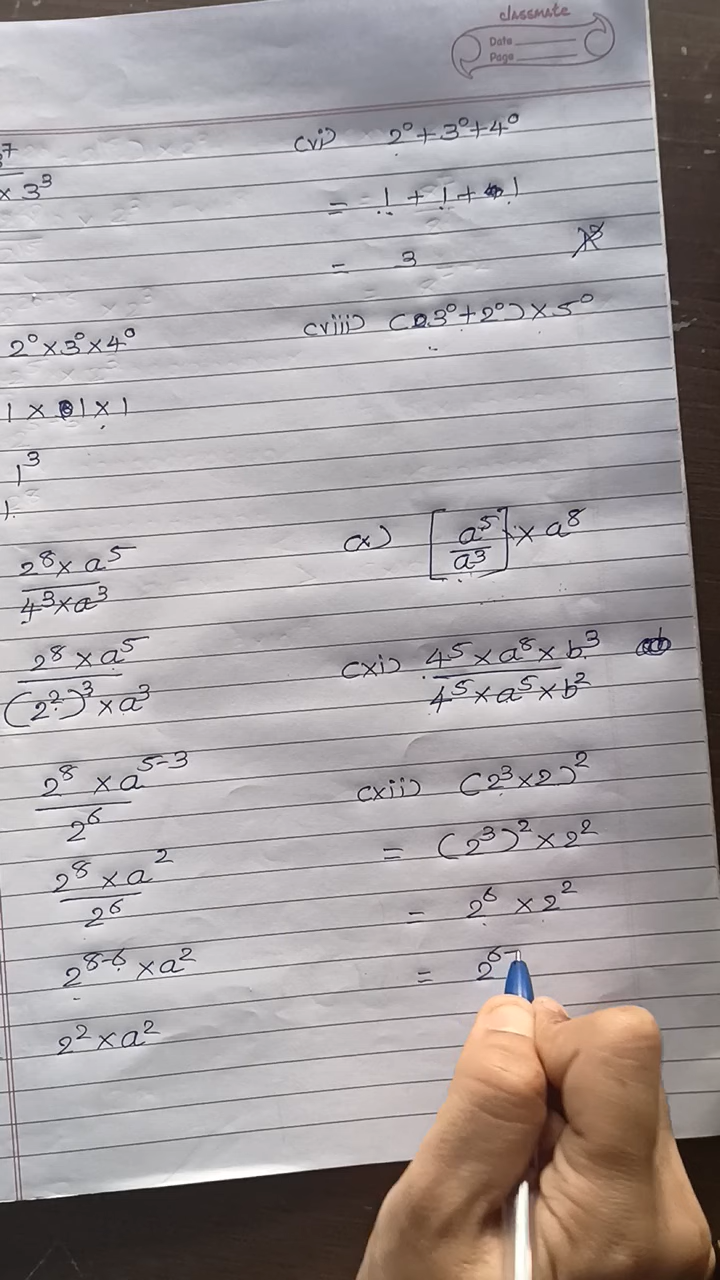 classmate
Date
Page
3⁷
× 3³
(vi) 2⁰ + 3⁰ + 4⁰
= 1 + 1 + 1
= 3
2⁰ × 3⁰ × 4⁰
(viii) (3⁰ + 2⁰) × 5⁰
1 × 1 × 1
1³
1
2⁸ × a⁵
4³ × a³
(x) [a⁵/a³] × a⁸
2⁸ × a⁵
(2²)³ × a³
(xi) 4⁵ × a⁸ × b³
4⁵ × a⁵ × b²
2⁸ × a⁵⁻³
2⁶
(xii) (2³ × 2)²
2⁸ × a²
2⁶
= (2³)² × 2²
= 2⁶ × 2²
2⁸⁻⁶ × a²
= 2⁶
2² × a²